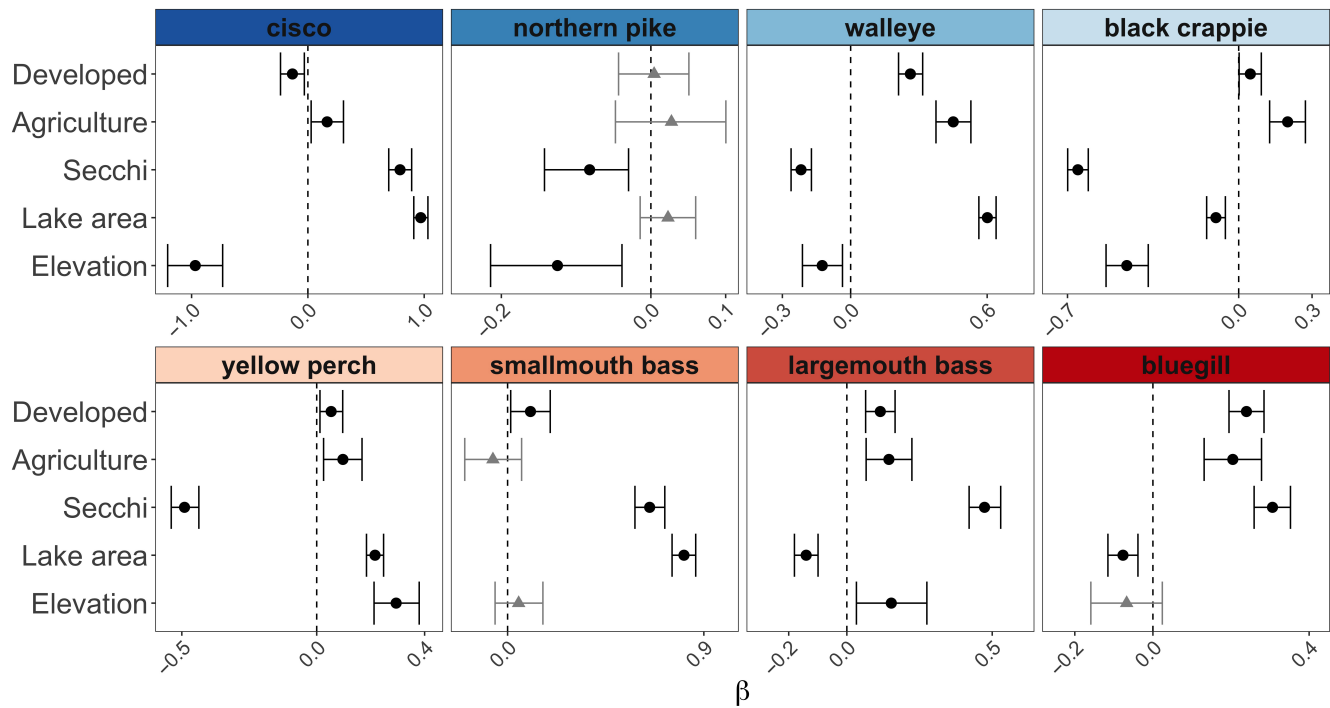 cisco northern pike walleye black crappie
Developed
Agriculture
Secchi
Lake area
Elevation
−1.0 0.0 1.0 −0.2 0.0 0.1 −0.3 0.0 0.6 −0.7 0.0 0.3
yellow perch smallmouth bass largemouth bass bluegill
Developed
Agriculture
Secchi
Lake area
Elevation
−0.5 0.0 0.4 0.0 0.9 −0.2 0.0 0.5 −0.2 0.0 0.4
β